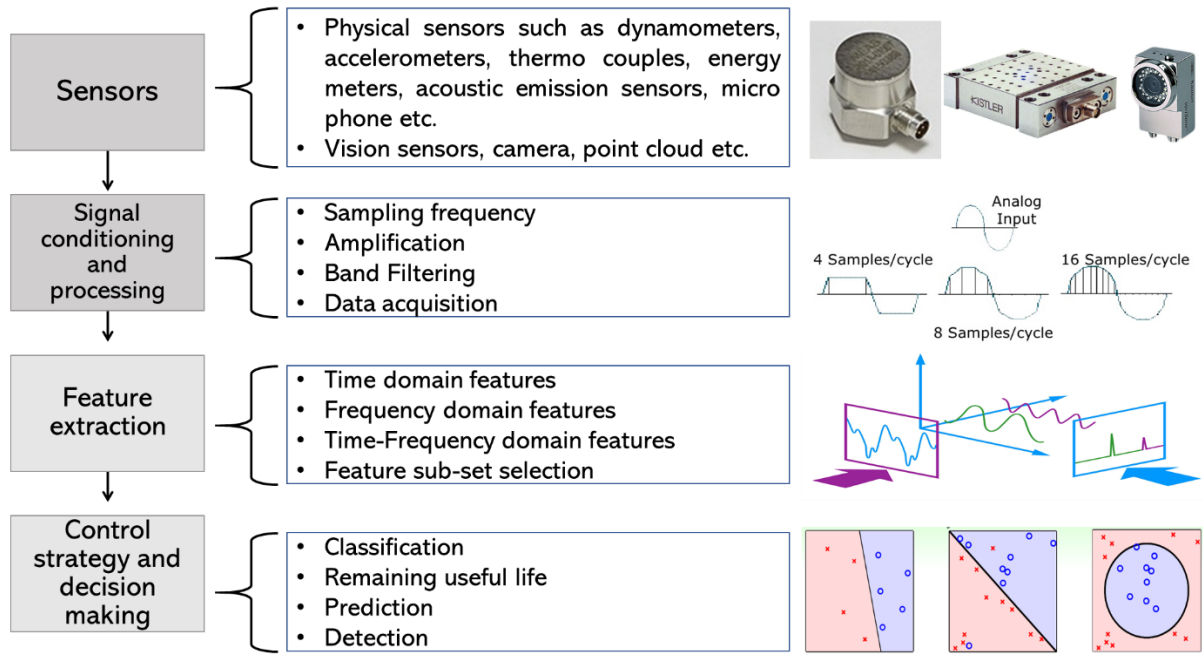 Sensors
• Physical sensors such as dynamometers,
accelerometers, thermo couples, energy
meters, acoustic emission sensors, micro
phone etc.
• Vision sensors, camera, point cloud etc.
KISTLER
Signal
conditioning
and
processing
• Sampling frequency
• Amplification
• Band Filtering
• Data acquisition
Analog
Input
4 Samples/cycle
16 Samples/cycle
8 Samples/cycle
Feature
extraction
• Time domain features
• Frequency domain features
• Time-Frequency domain features
• Feature sub-set selection
Control
strategy and
decision
making
• Classification
• Remaining useful life
• Prediction
• Detection